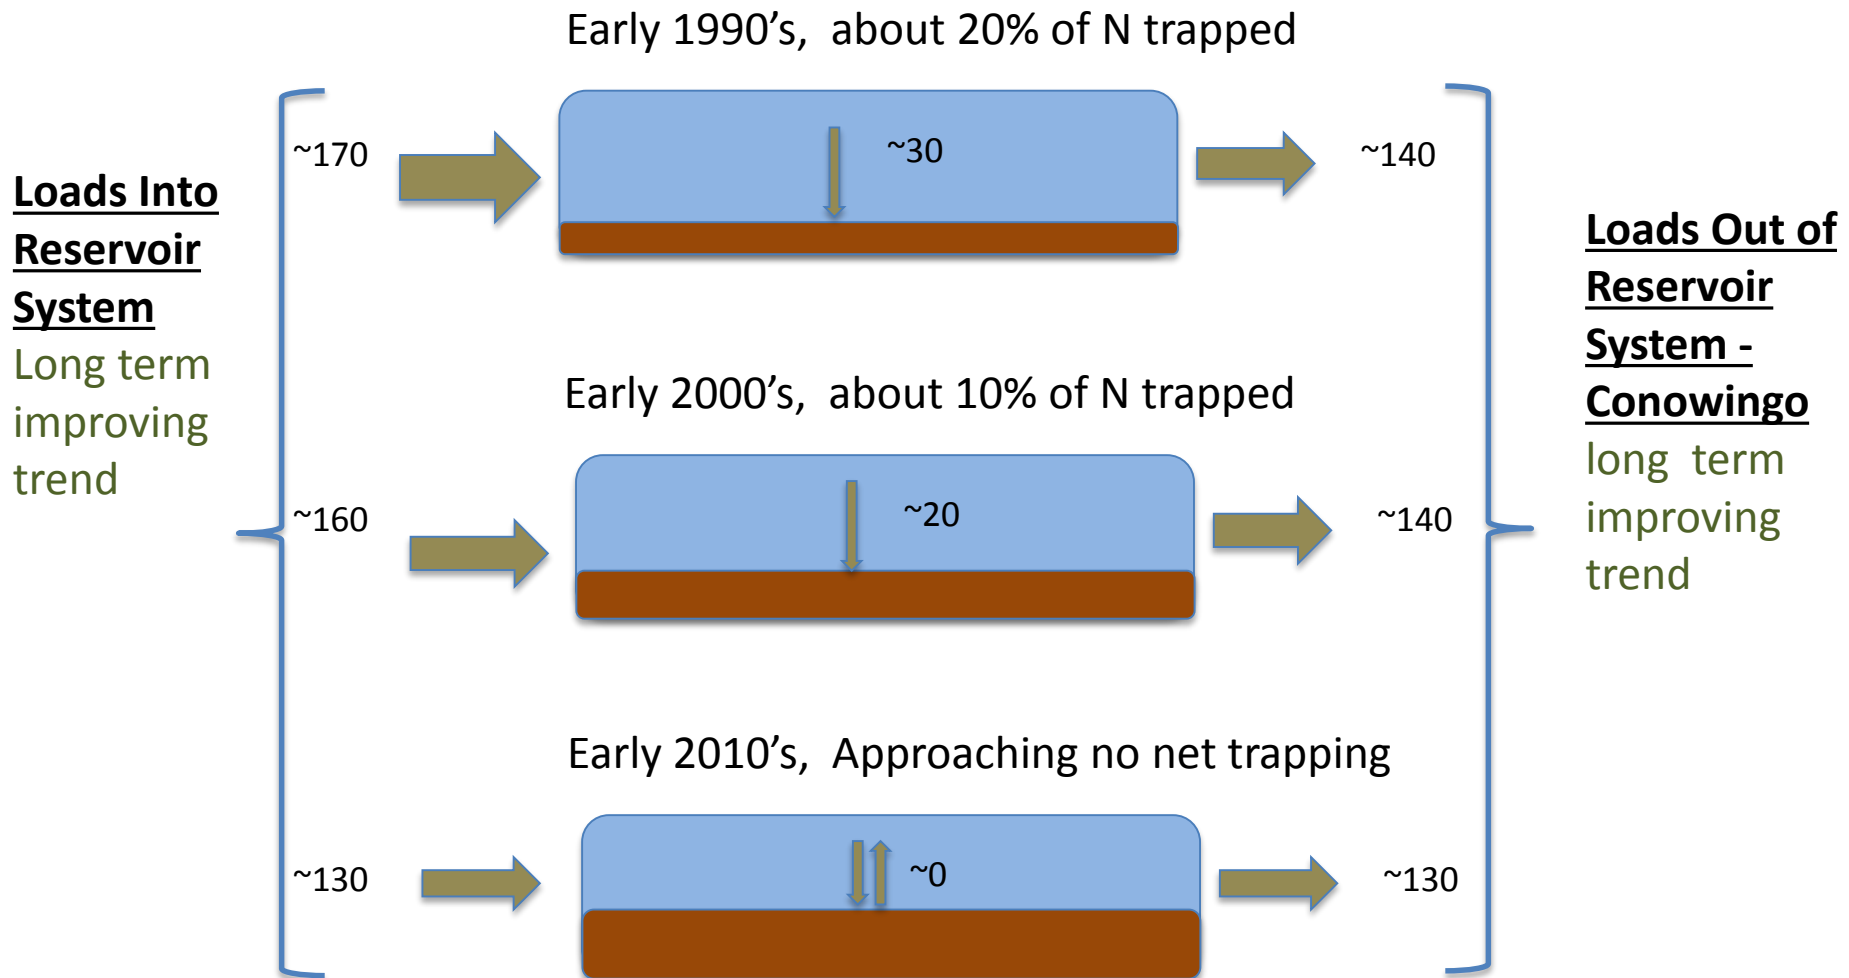 Early 1990’s,  about 20% of N trapped
~170
~30
~140
Loads Into
Reservoir
System
Long term
improving
trend
Loads Out of
Reservoir
System -
Conowingo
long  term
improving
trend
Early 2000’s,  about 10% of N trapped
~160
~20
~140
Early 2010’s,  Approaching no net trapping
~130
~0
~130